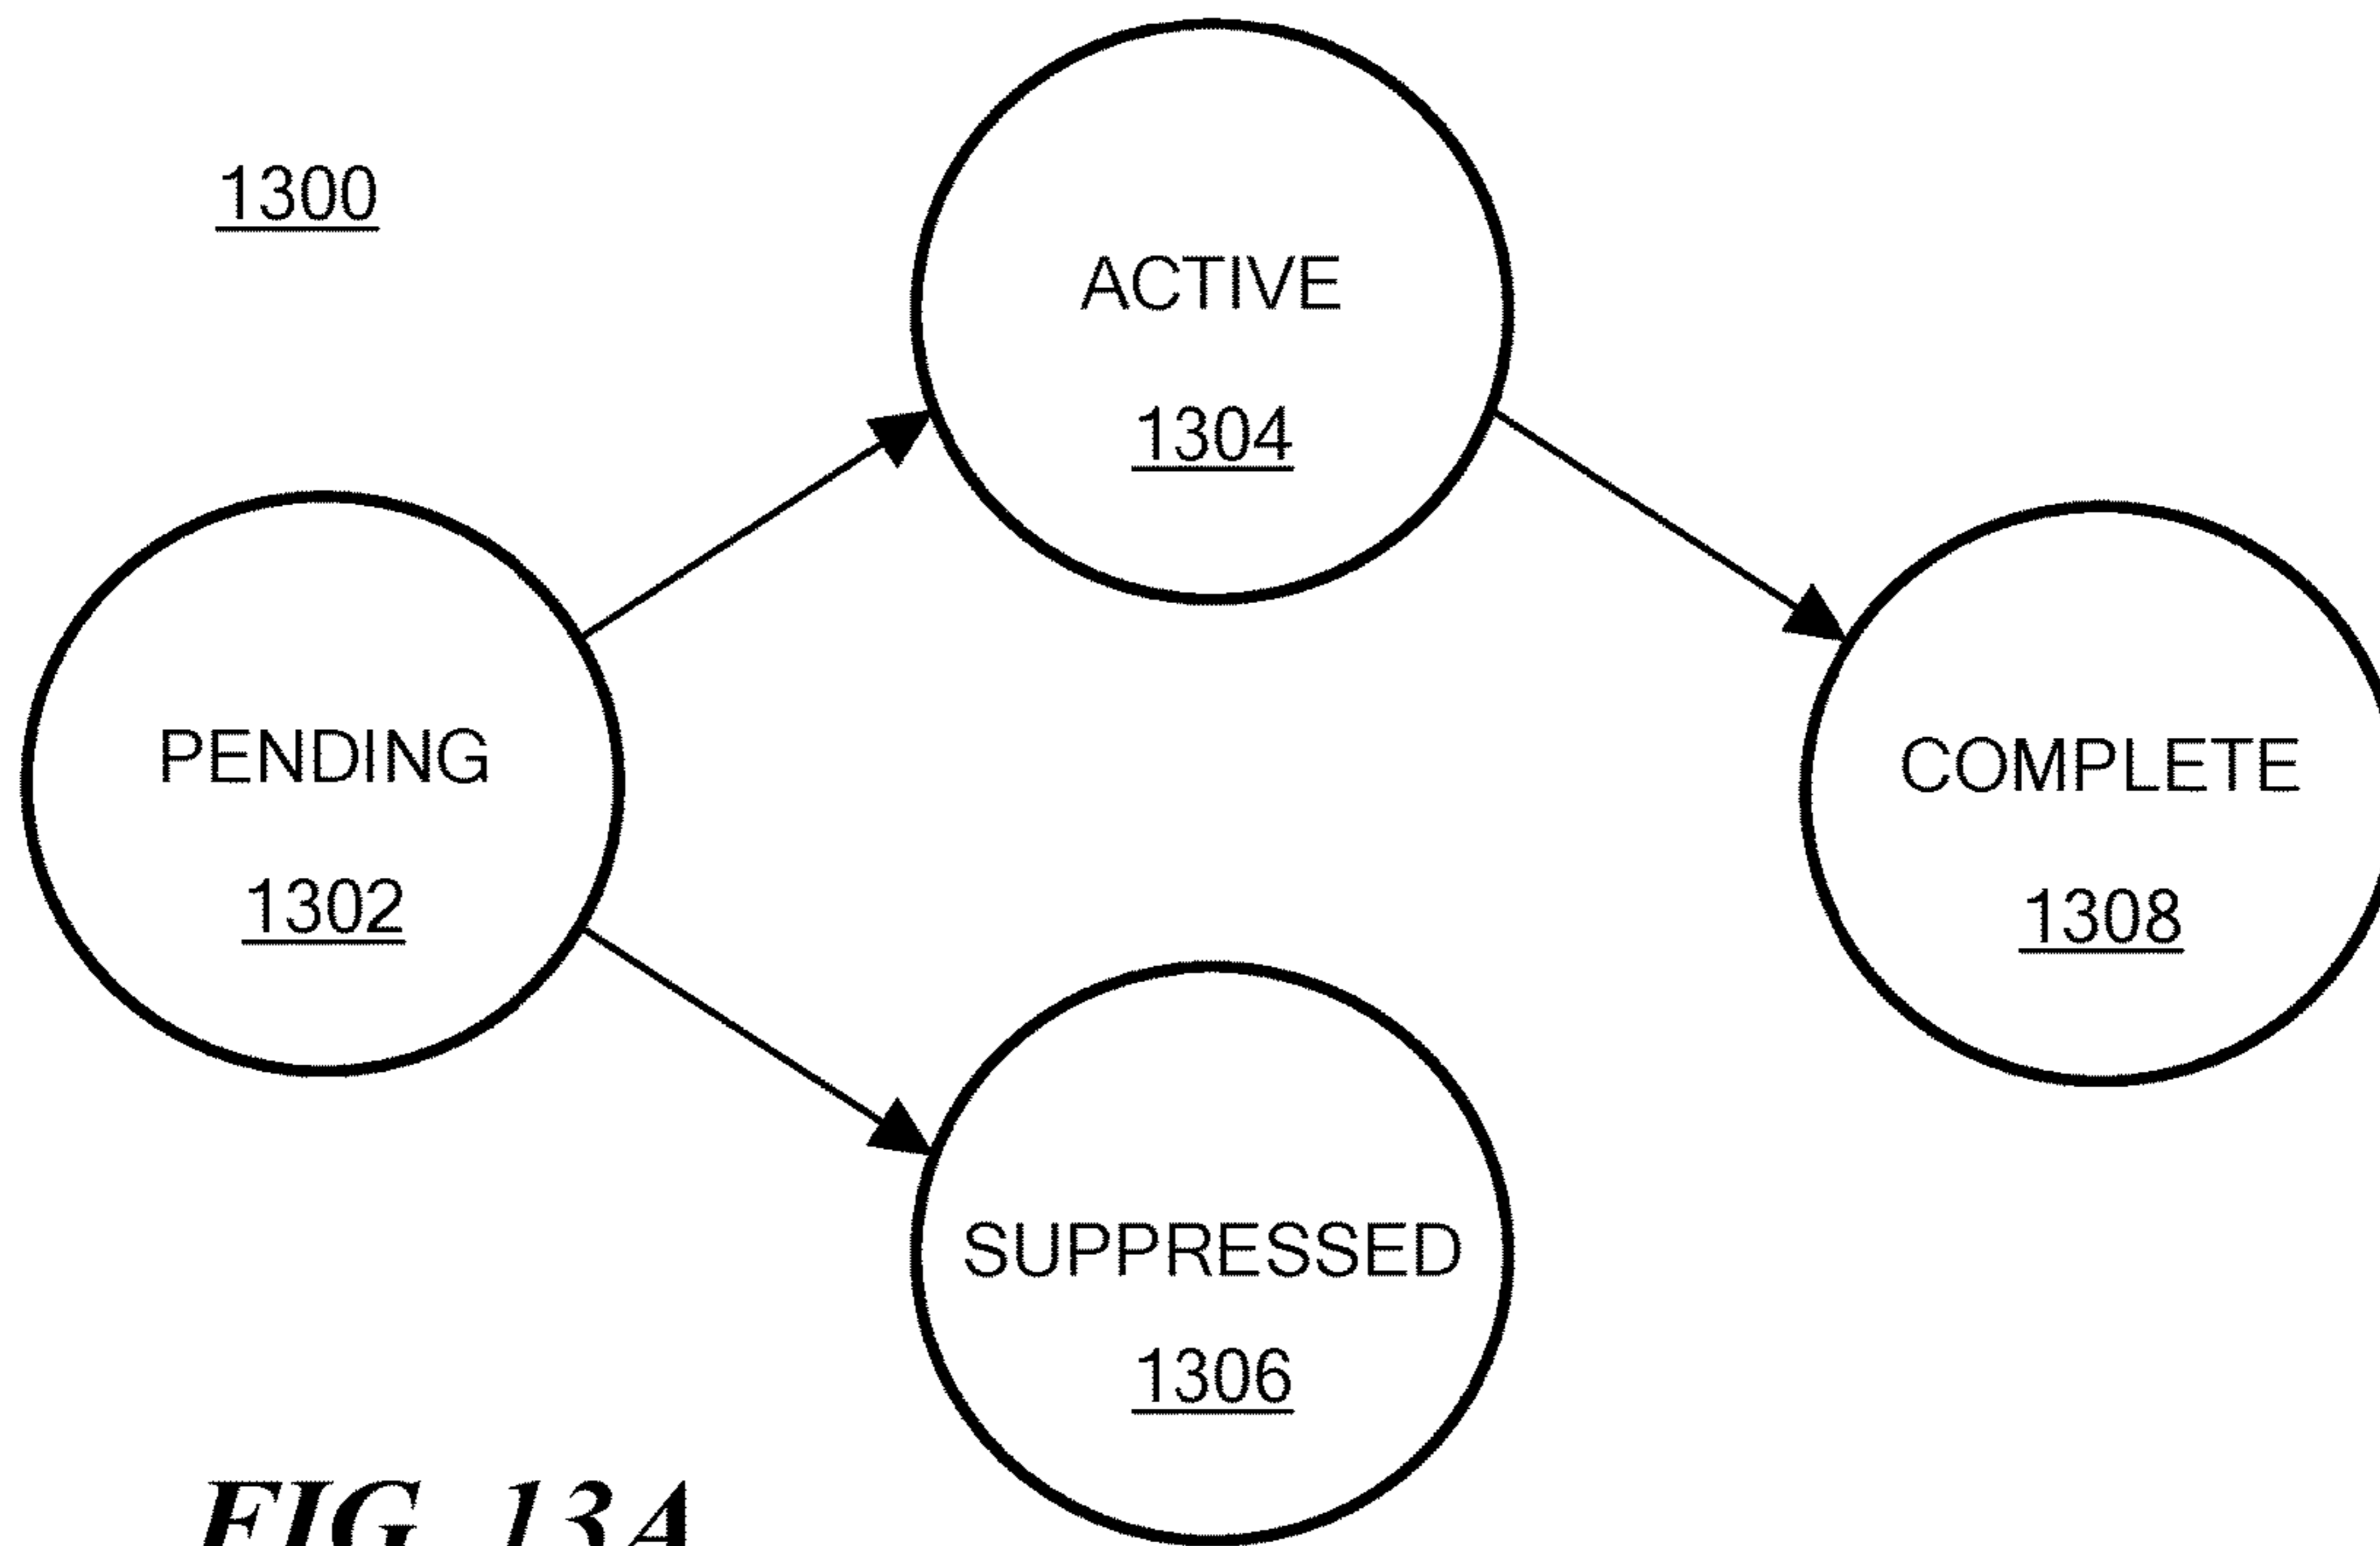 1300
ACTIVE
1304
PENDING
1302
COMPLETE
1308
SUPPRESSED
1306
FIG. 13A